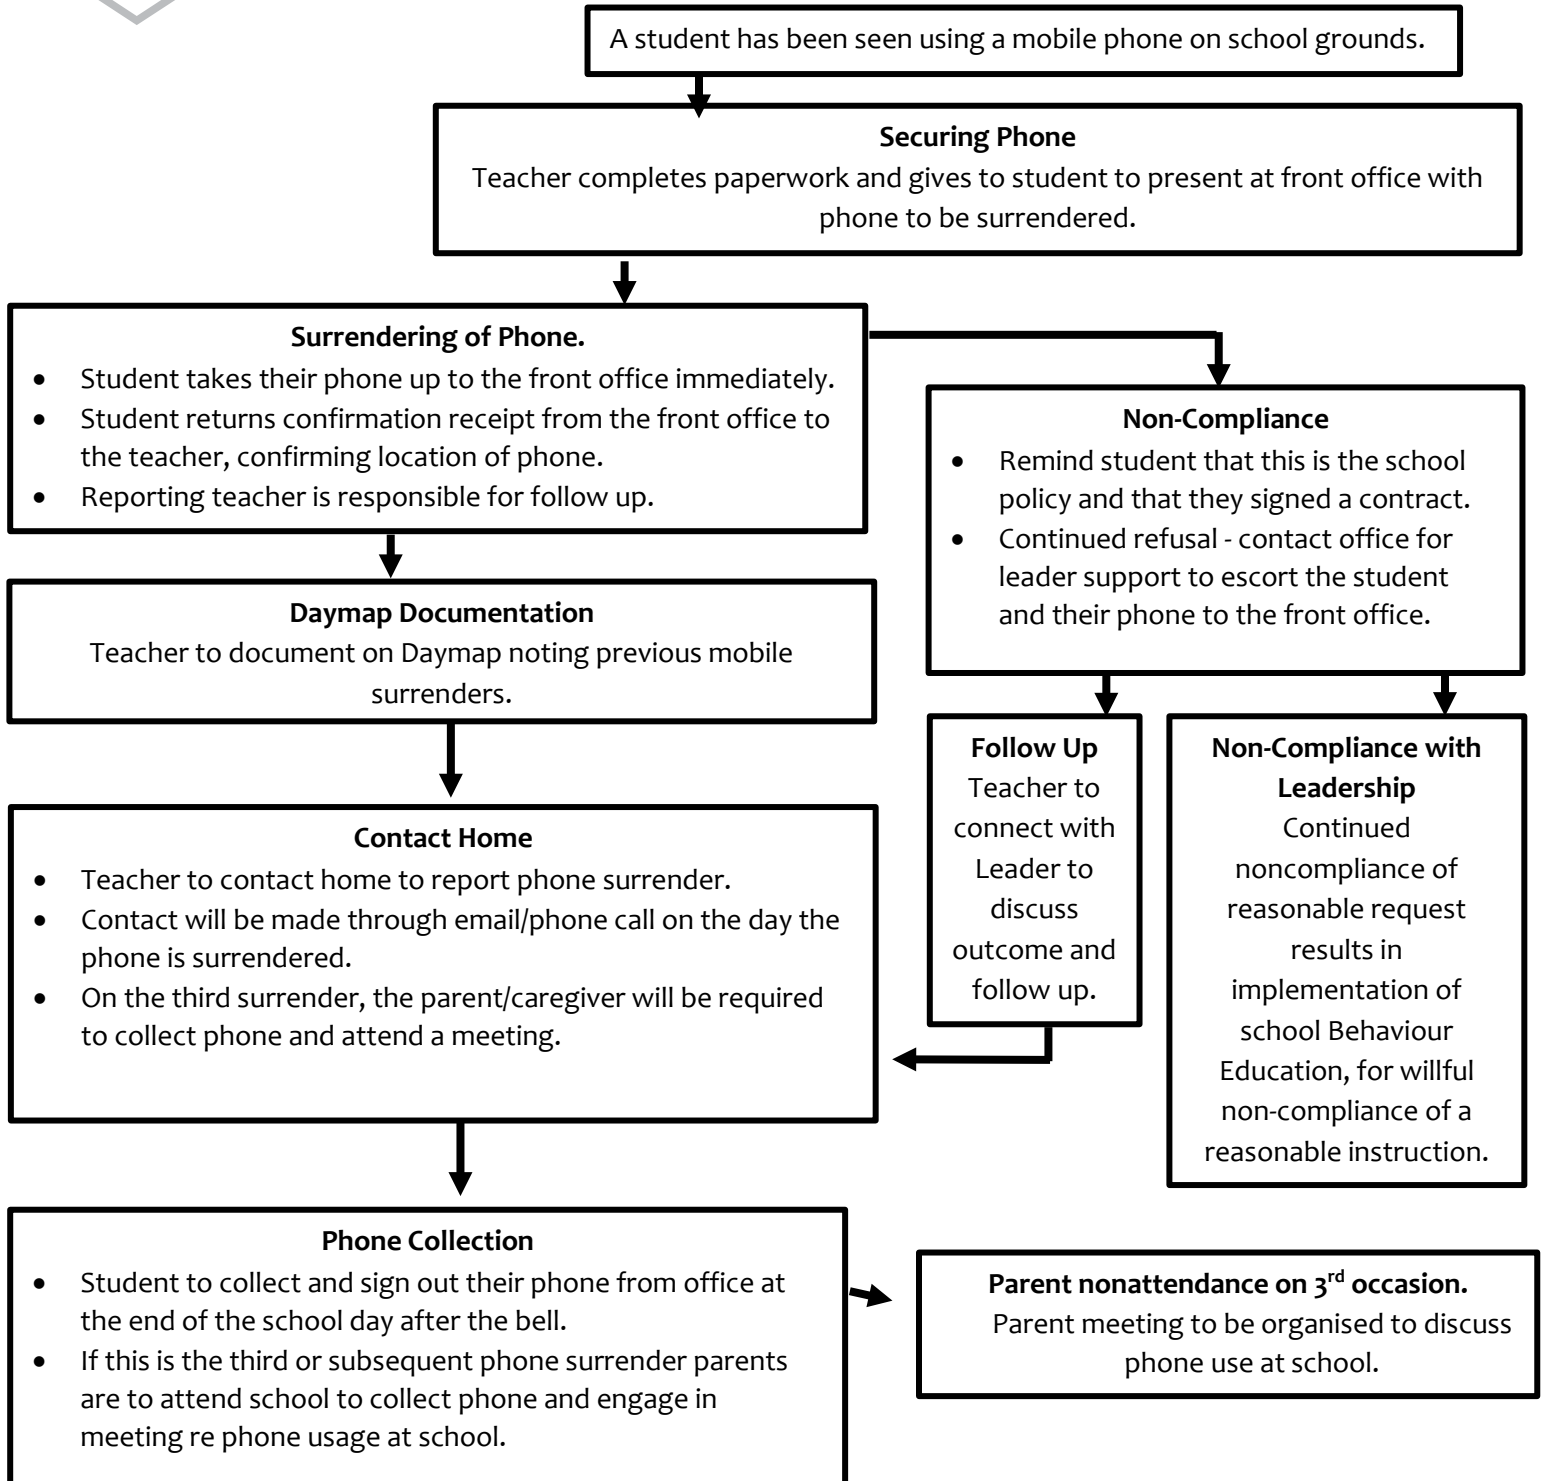 A student has been seen using a mobile phone on school grounds.
Securing Phone
Teacher completes paperwork and gives to student to present at front office with
phone to be surrendered.
Surrendering of Phone.
• Student takes their phone up to the front office immediately.
• Student returns confirmation receipt from the front office to
the teacher, confirming location of phone.
• Reporting teacher is responsible for follow up.
Non-Compliance
• Remind student that this is the school
policy and that they signed a contract.
• Continued refusal - contact office for
leader support to escort the student
and their phone to the front office.
Daymap Documentation
Teacher to document on Daymap noting previous mobile
surrenders.
Follow Up
Teacher to
connect with
Leader to
discuss
outcome and
follow up.
Non-Compliance with
Leadership
Continued
noncompliance of
reasonable request
results in
implementation of
school Behaviour
Education, for willful
non-compliance of a
reasonable instruction.
Contact Home
• Teacher to contact home to report phone surrender.
• Contact will be made through email/phone call on the day the
phone is surrendered.
• On the third surrender, the parent/caregiver will be required
to collect phone and attend a meeting.
Phone Collection
• Student to collect and sign out their phone from office at
the end of the school day after the bell.
• If this is the third or subsequent phone surrender parents
are to attend school to collect phone and engage in
meeting re phone usage at school.
Parent nonattendance on 3rd occasion.
Parent meeting to be organised to discuss
phone use at school.